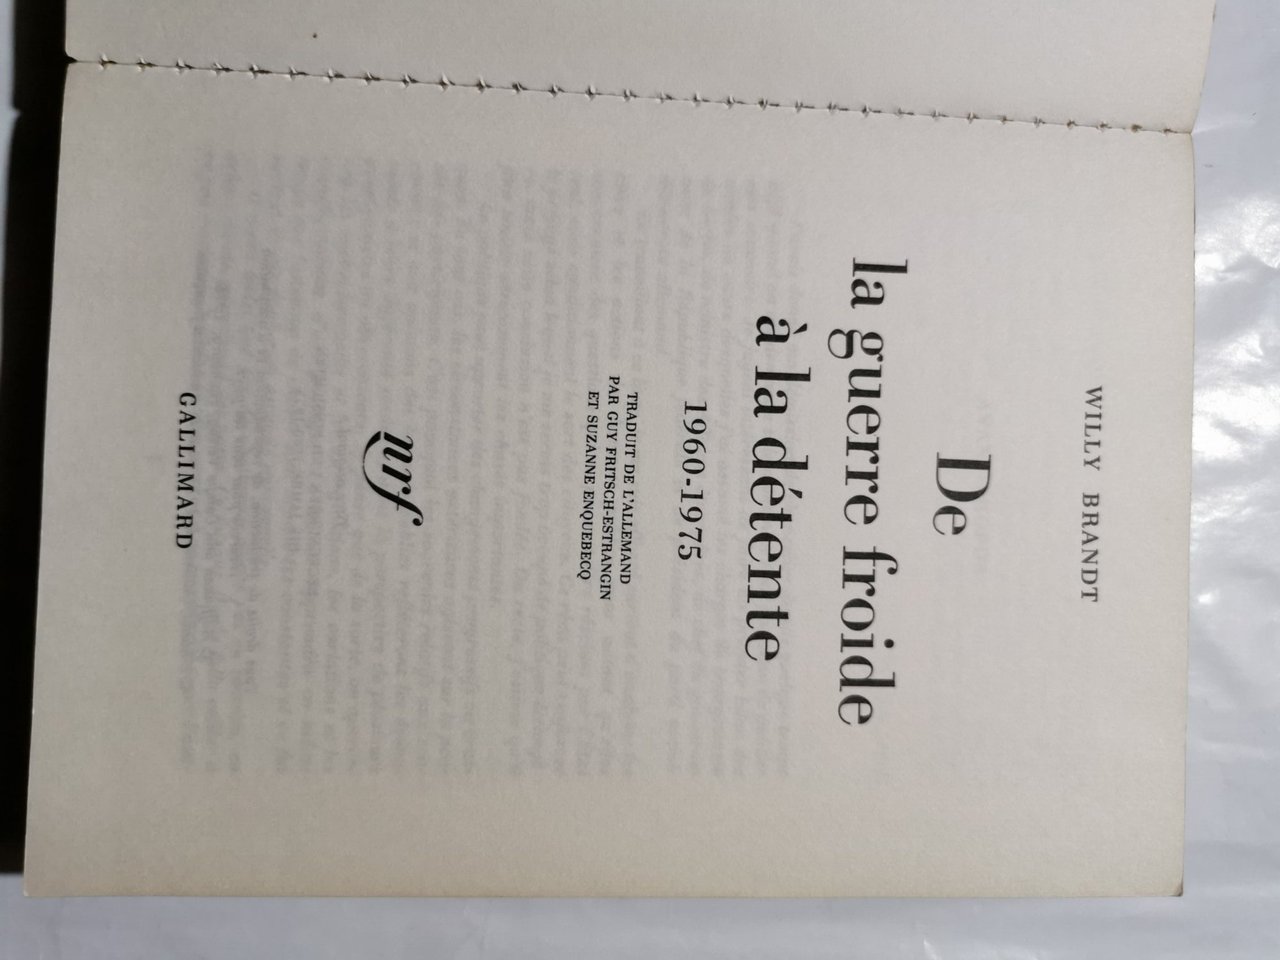 WILLY BRANDT
De
la guerre froide
à la détente
1960-1975
TRADUIT DE L'ALLEMAND
PAR GUY FRITSCH-ESTRANGIN
ET SUZANNE ENQUEBECQ
nrf
GALLIMARD